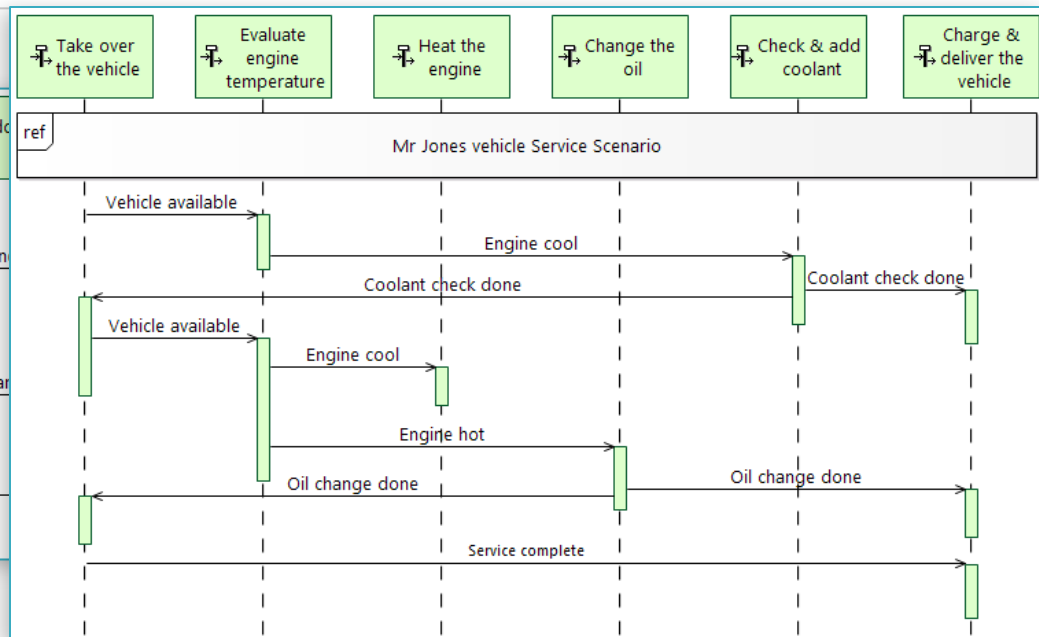 Take over
the vehicle
Evaluate
engine
temperature
Heat the
engine
Change the
oil
Check & add
coolant
Charge &
deliver the
vehicle
ref
Mr Jones vehicle Service Scenario
Vehicle available
Engine cool
Coolant check done
Coolant check done
Vehicle available
Engine cool
Engine hot
Oil change done
Oil change done
Service complete